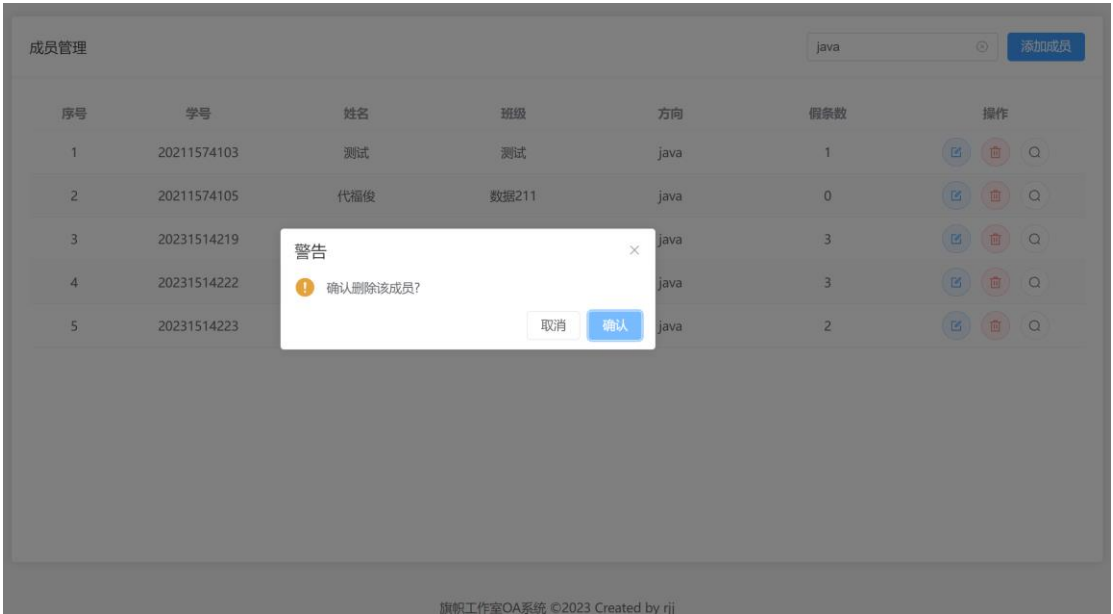 成员管理 java 添加成员
序号 学号 姓名 班级 方向 假条数 操作
1 20211574103 测试 测试 java 1
2 20211574105 代福俊 数据211 java 0
3 20231514219 java 3
4 20231514222 java 3
5 20231514223 java 2
警告
确认删除该成员?
取消 确认
旗帜工作室OA系统 ©2023 Created by rjj